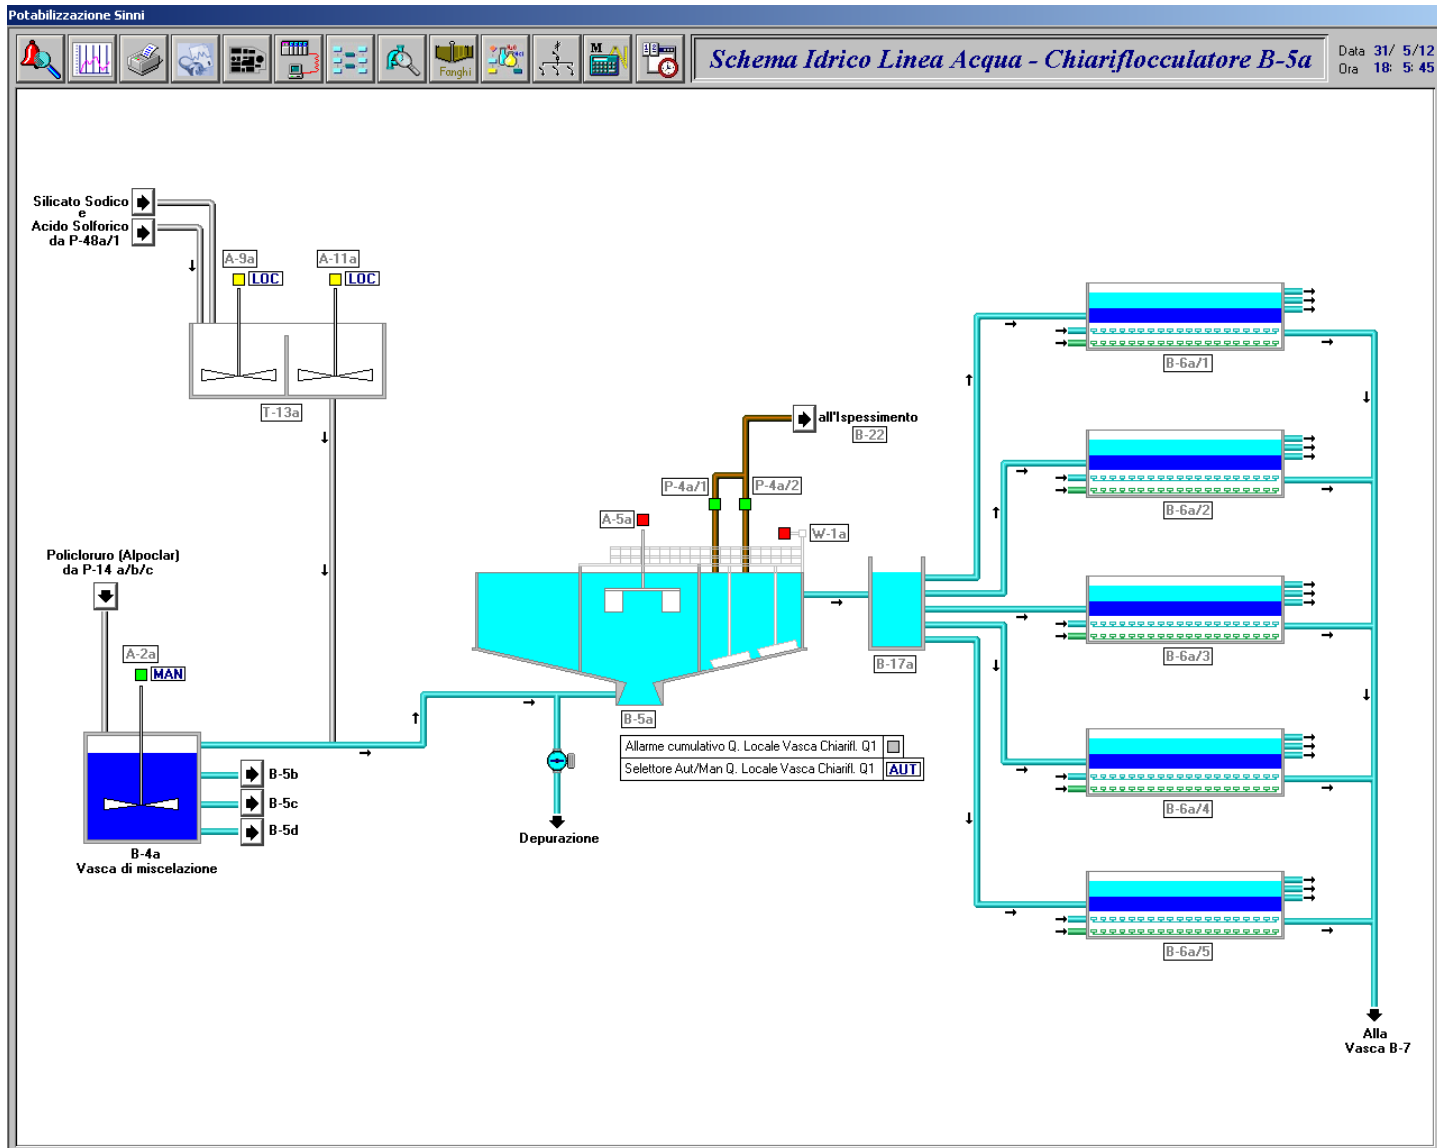 Potabilizzazione Sinni
Fanghi
M
Schema Idrico Linea Acqua - Chiariflocculatore B-5a
Data 31/ 5/12
Ora 18: 5: 45
Silicato Sodico
e
Acido Solforico
da P-48a/1
A-9a
LOC
A-11a
LOC
T-13a
all'Ispessimento
B-22
P-4a/1
P-4a/2
A-5a
W-1a
B-6a/1
B-6a/2
B-6a/3
B-6a/4
B-6a/5
Policloruro (Alpoclar)
da P-14 a/b/c
A-2a
MAN
B-17a
B-5a
Allarme cumulativo Q. Locale Vasca Chiarifl. Q1
Selettore Aut/Man Q. Locale Vasca Chiarifl. Q1 AUT
B-5b
B-5c
B-5d
B-4a
Vasca di miscelazione
Depurazione
Alla
Vasca B-7